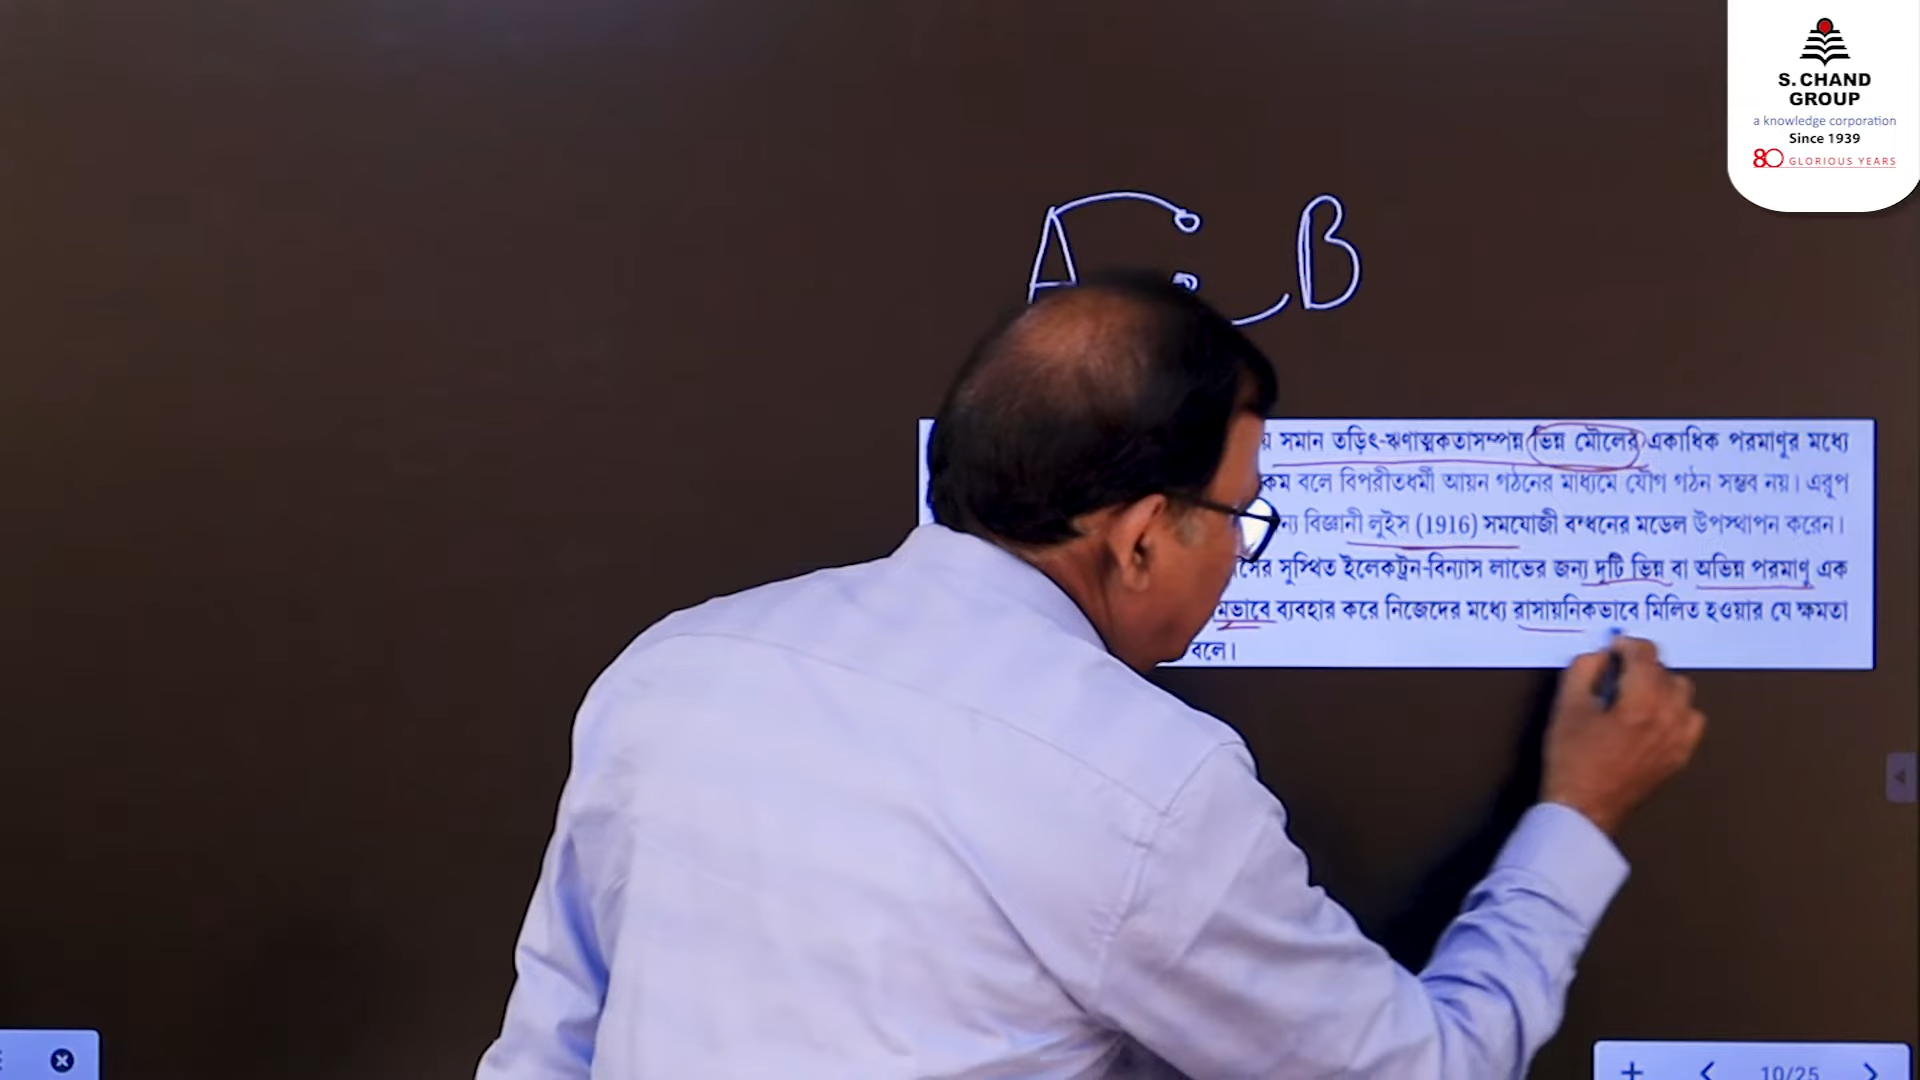 S. CHAND
GROUP
a knowledge corporation
Since 1939
80 GLORIOUS YEARS
A B
সমান তড়িৎ-ঋণাত্মকতাসম্পন্ন ভিন্ন মৌলের একাধিক পরমাণুর মধ্যে
কম বলে বিপরীতধর্মী আয়ন গঠনের মাধ্যমে যৌগ গঠন সম্ভব নয়। এরূপ
বিজ্ঞানী লুইস (1916) সমযোজী বন্ধনের মডেল উপস্থাপন করেন।
সুস্থিত ইলেকট্রন-বিন্যাস লাভের জন্য দুটি ভিন্ন বা অভিন্ন পরমাণু এক
ব্যবহার করে নিজেদের মধ্যে রাসায়নিকভাবে মিলিত হওয়ার যে ক্ষমতা
বলে।
10/25